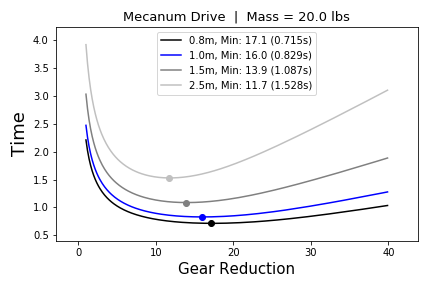 Mecanum Drive | Mass = 20.0 lbs
0.8m, Min: 17.1 (0.715s)
1.0m, Min: 16.0 (0.829s)
1.5m, Min: 13.9 (1.087s)
2.5m, Min: 11.7 (1.528s)
Time
4.0
3.5
3.0
2.5
2.0
1.5
1.0
0.5
0 10 20 30 40
Gear Reduction